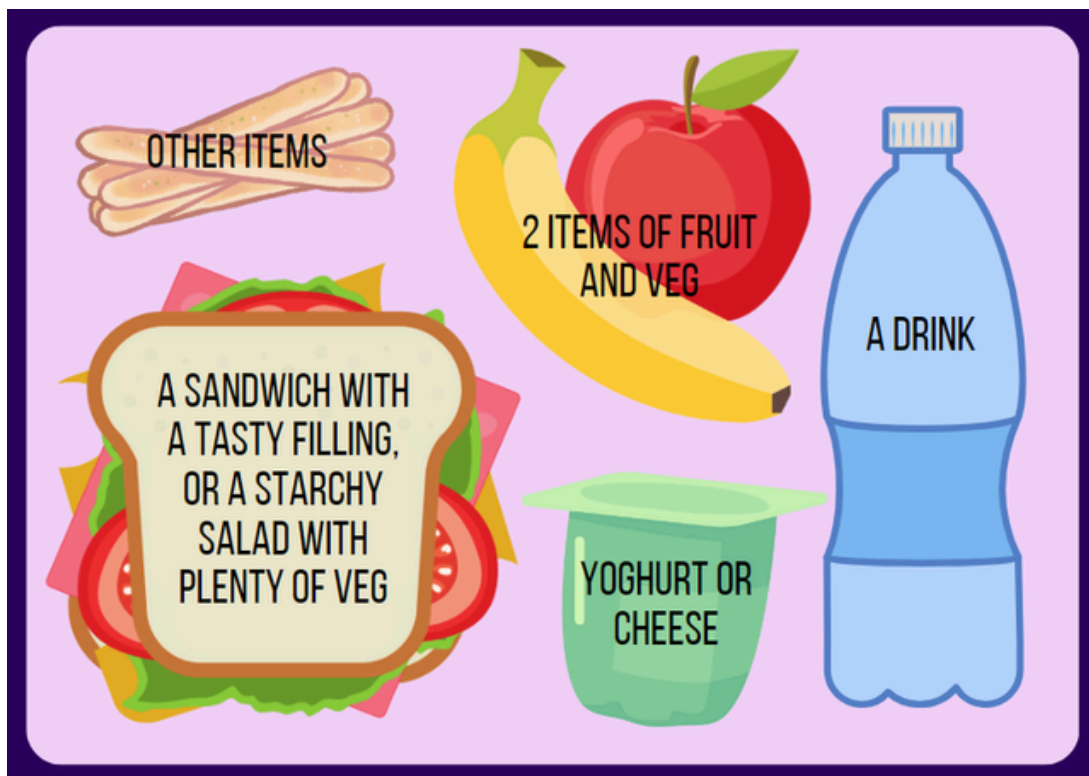 OTHER ITEMS
2 ITEMS OF FRUIT
AND VEG
A DRINK
A SANDWICH WITH
A TASTY FILLING,
OR A STARCHY
SALAD WITH
PLENTY OF VEG
YOGHURT OR
CHEESE